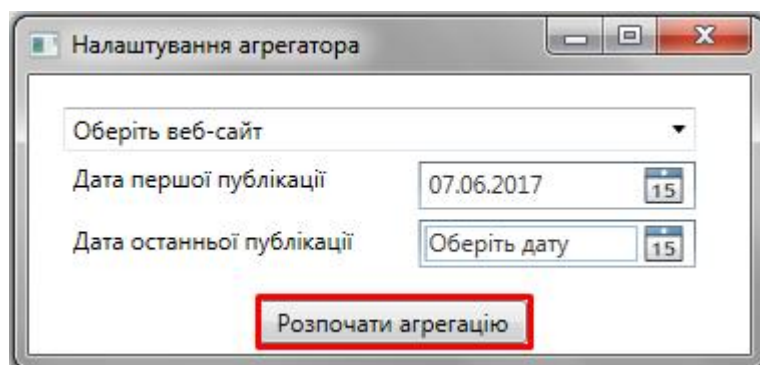 Налаштування агрегатора
Оберіть веб-сайт
Дата першої публікації 07.06.2017 15
Дата останньої публікації Оберіть дату 15
Розпочати агрегацію